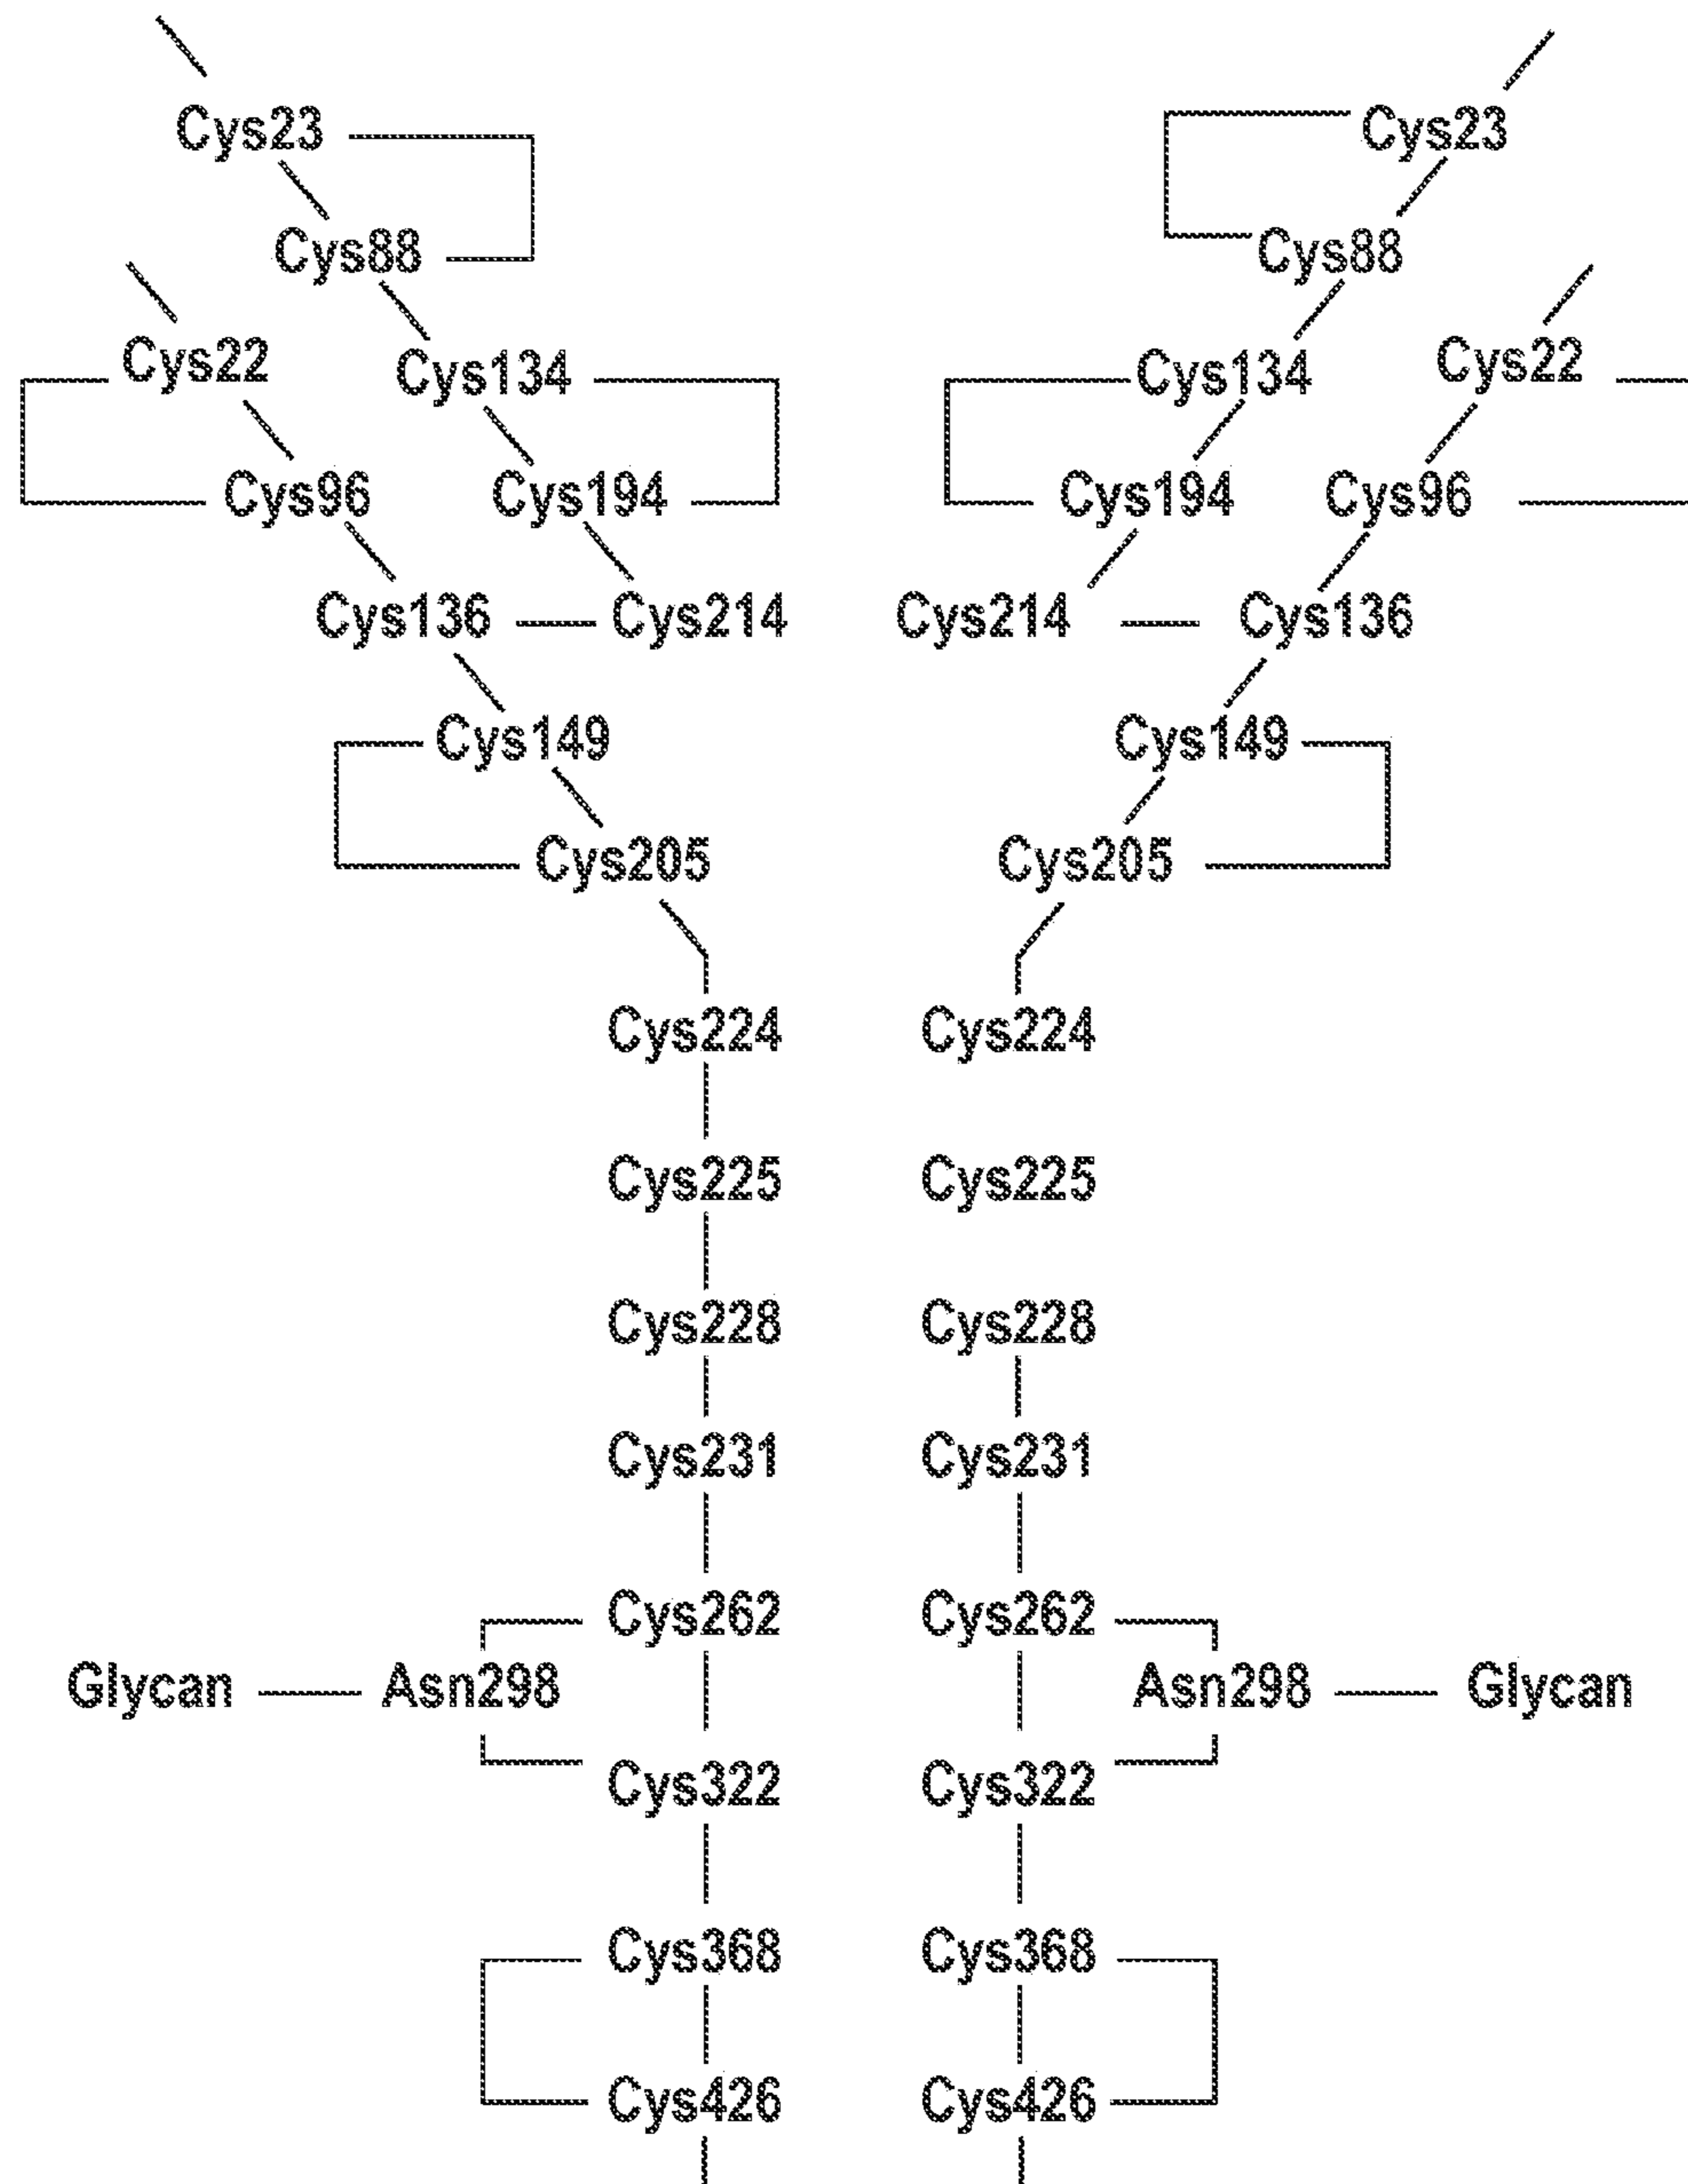 Cys23 Cys23
Cys88 Cys88
Cys22 Cys134 Cys134 Cys22
Cys96 Cys194 Cys194 Cys96
Cys136 Cys214 Cys214 Cys136
Cys149 Cys149
Cys205 Cys205
Cys224 Cys224
Cys225 Cys225
Cys228 Cys228
Cys231 Cys231
Cys262 Cys262
Glycan Asn298 Asn298 Glycan
Cys322 Cys322
Cys368 Cys368
Cys426 Cys426